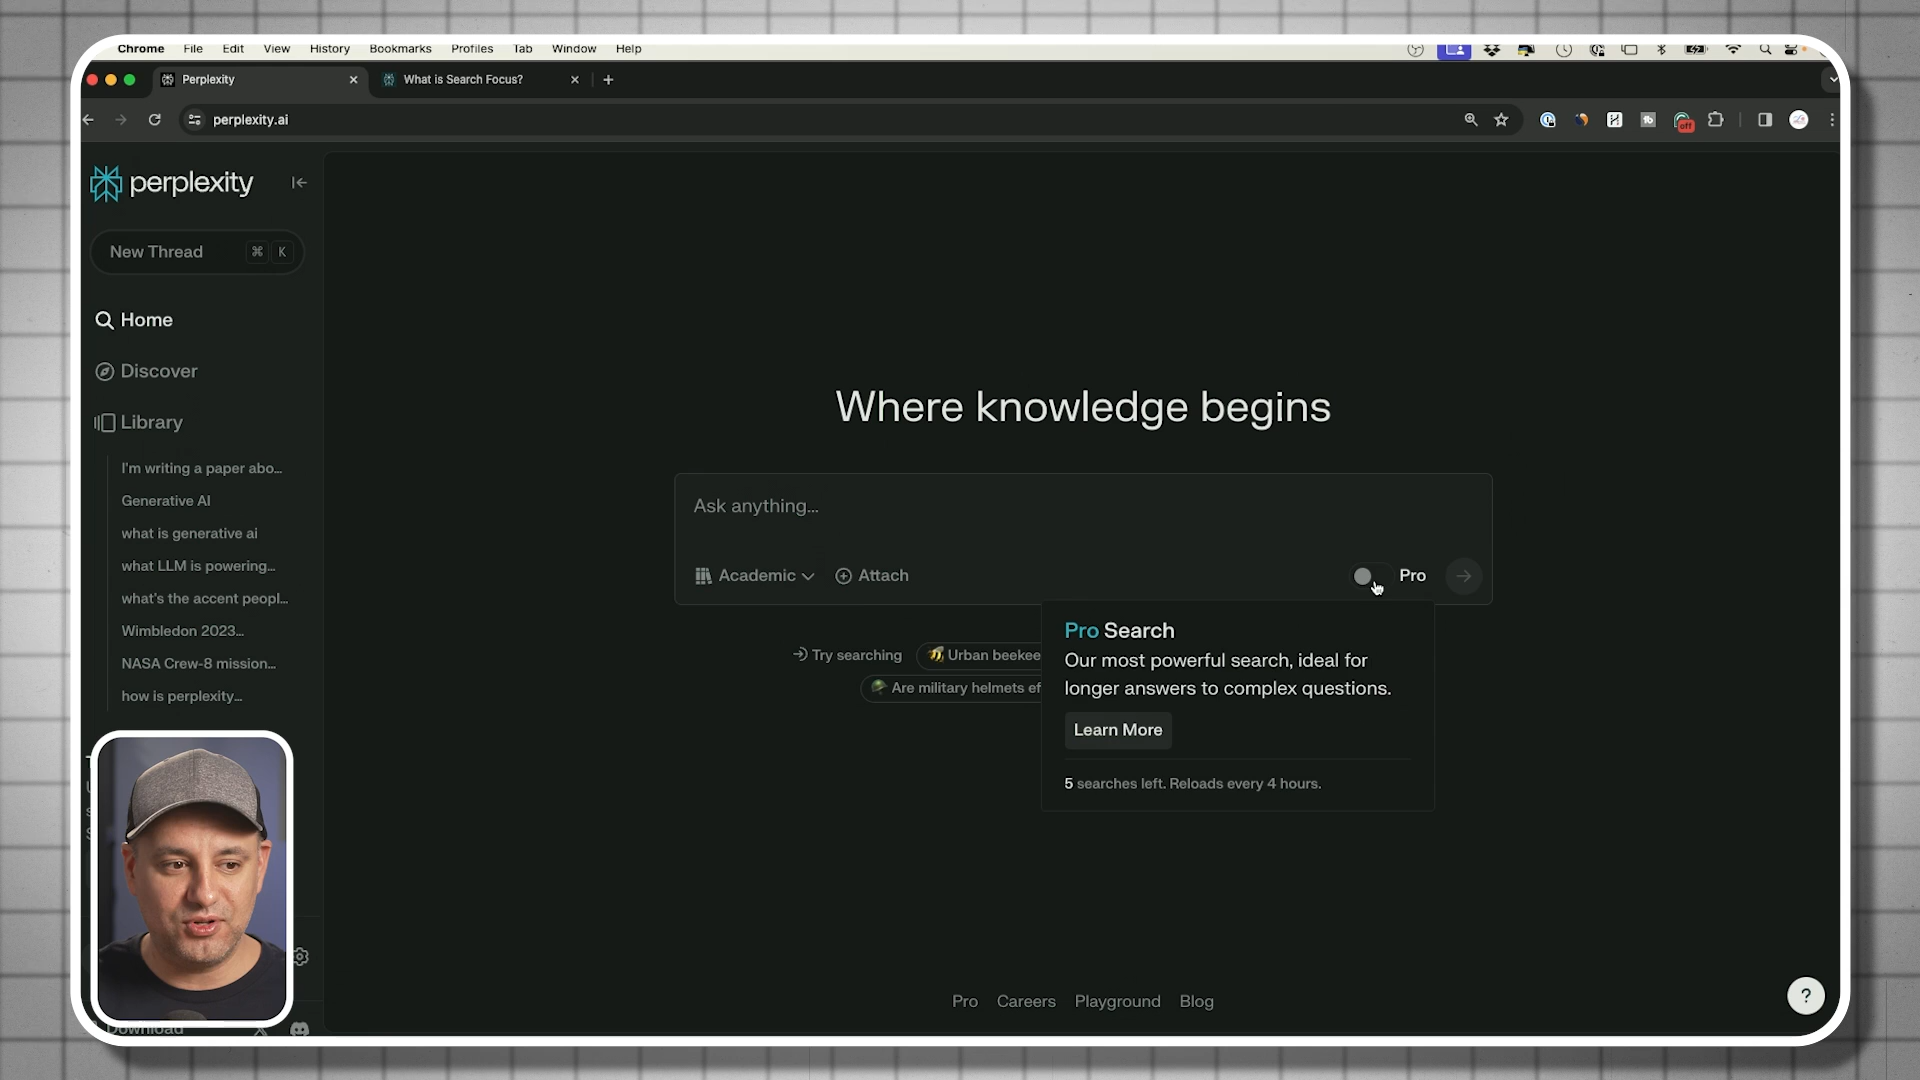 Chrome File Edit View History Bookmarks Profiles Tab Window Help
Perplexity
What is Search Focus?
perplexity.ai
off
perplexity
New Thread ⌘ K
Home
Discover
Library
I'm writing a paper abo...
Generative AI
what is generative ai
what LLM is powering...
what's the accent peopl...
Wimbledon 2023...
NASA Crew-8 mission...
how is perplexity...
Download
Where knowledge begins
Ask anything...
Academic
Attach
Pro
Try searching
Urban beekee
Are military helmets ef
Pro Search
Our most powerful search, ideal for
longer answers to complex questions.
Learn More
5 searches left. Reloads every 4 hours.
Pro Careers Playground Blog
?